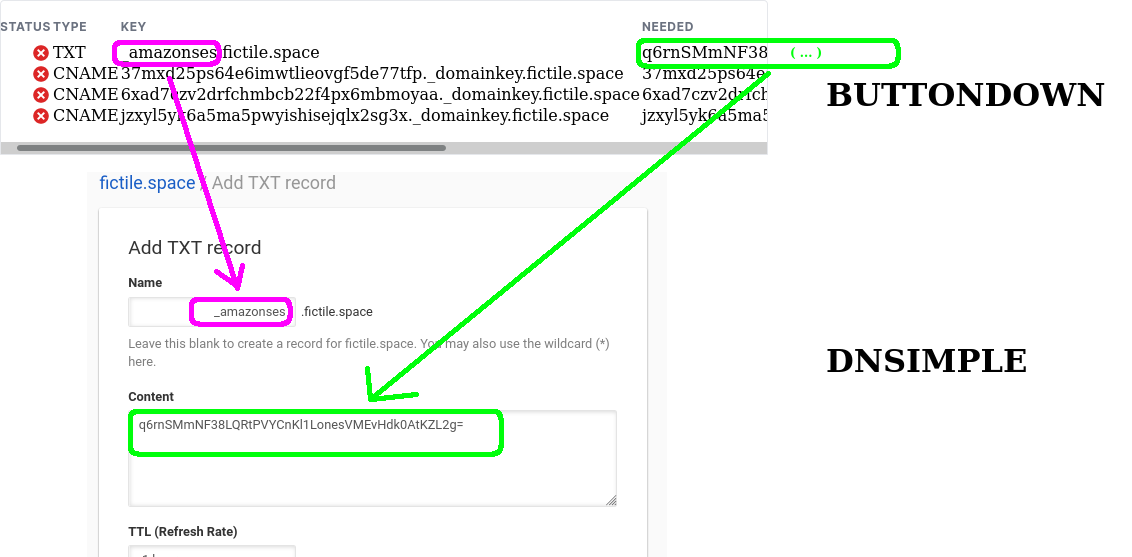 STATUS TYPE KEY NEEDED
TXT _amazonses.fictile.space q6rnSMmNF38 (...)
CNAME 37mxd25ps64e6imwtlieovgf5de77tfp._domainkey.fictile.space 37mxd25ps64e
CNAME 6xad7czv2drfchmbcb22f4px6mbmoyaa._domainkey.fictile.space 6xad7czv2drfch
CNAME jzxyl5yk6a5ma5pwyishisejqlx2sg3x._domainkey.fictile.space jzxyl5yk6a5ma5
BUTTONDOWN
fictile.space / Add TXT record
Add TXT record
Name
_amazonses .fictile.space
Leave this blank to create a record for fictile.space. You may also use the wildcard (*)
here.
DNSIMPLE
Content
q6rnSMmNF38LQRtPVYCnKl1LonesVMEvHdk0AtKZL2g=
TTL (Refresh Rate)